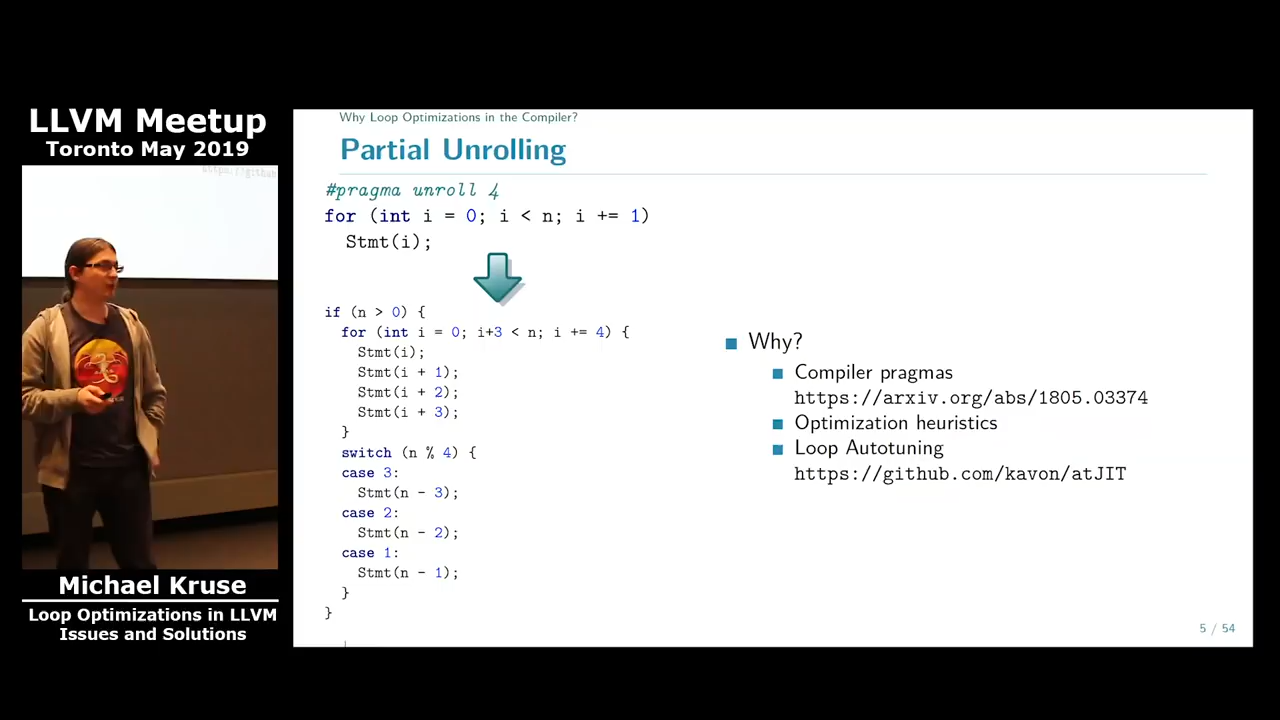 LLVM Meetup
Toronto May 2019
https://github
Michael Kruse
Loop Optimizations in LLVM
Issues and Solutions
Why Loop Optimizations in the Compiler?
Partial Unrolling
#pragma unroll 4
for (int i = 0; i < n; i += 1)
Stmt(i);
if (n > 0) {
for (int i = 0; i+3 < n; i += 4) {
Stmt(i);
Stmt(i + 1);
Stmt(i + 2);
Stmt(i + 3);
}
switch (n % 4) {
case 3:
Stmt(n - 3);
case 2:
Stmt(n - 2);
case 1:
Stmt(n - 1);
}
}
Why?
Compiler pragmas
https://arxiv.org/abs/1805.03374
Optimization heuristics
Loop Autotuning
https://github.com/kavon/atJIT
5 / 54